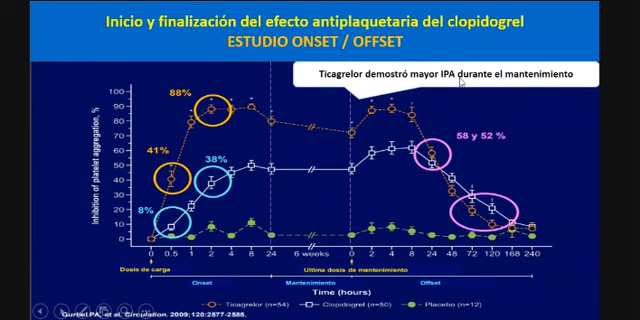 Inicio y finalización del efecto antiplaquetaria del clopidogrel
ESTUDIO ONSET / OFFSET
Ticagrelor demostró mayor IPA durante el mantenimiento
Inhibition of platelet aggregation, %
100
90
80
70
60
50
40
30
20
10
0
88%
41%
38%
8%
58 y 52 %
0 0.5 1 2 4 8 24 6 weeks 0 2 4 8 24 48 72 120 168 240
Dosis de carga
Ultima dosis de mantenimiento
Onset Mantenimiento Offset
Time (hours)
Ticagrelor (n=54) Clopidogrel (n=50) Placebo (n=12)
Gurbel PA, et al. Circulation. 2009;120:2577-2585.